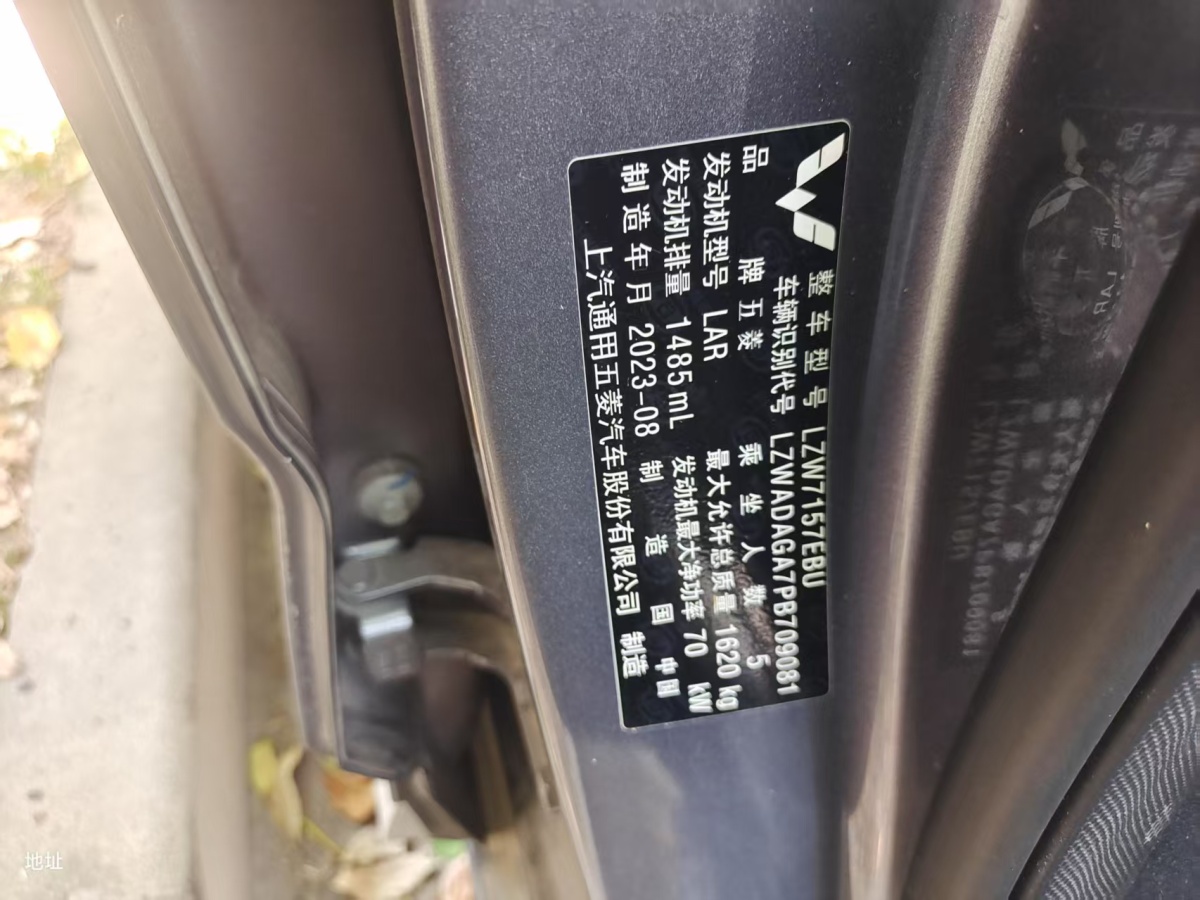 整车型号 LZW7157EBU
车辆识别代号 LZWADAGA7PB709081
品牌 五菱 乘坐人数 5
发动机型号 LAR 最大允许总质量 1620 kg
发动机排量 1485 mL 发动机最大净功率 70 kW
制造年月 2023-08 制造国 中国
上汽通用五菱汽车股份有限公司 制造
地址